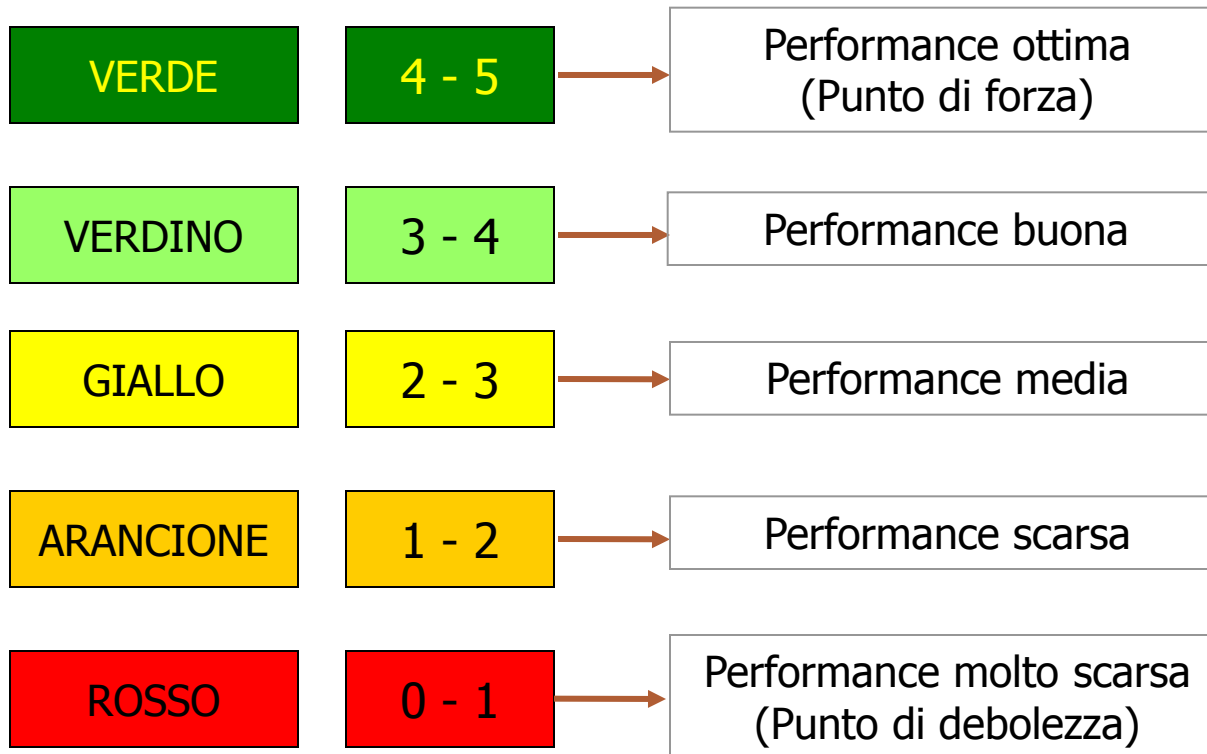 VERDE
4 - 5
Performance ottima
(Punto di forza)
VERDINO
3 - 4
Performance buona
GIALLO
2 - 3
Performance media
ARANCIONE
1 - 2
Performance scarsa
ROSSO
0 - 1
Performance molto scarsa
(Punto di debolezza)